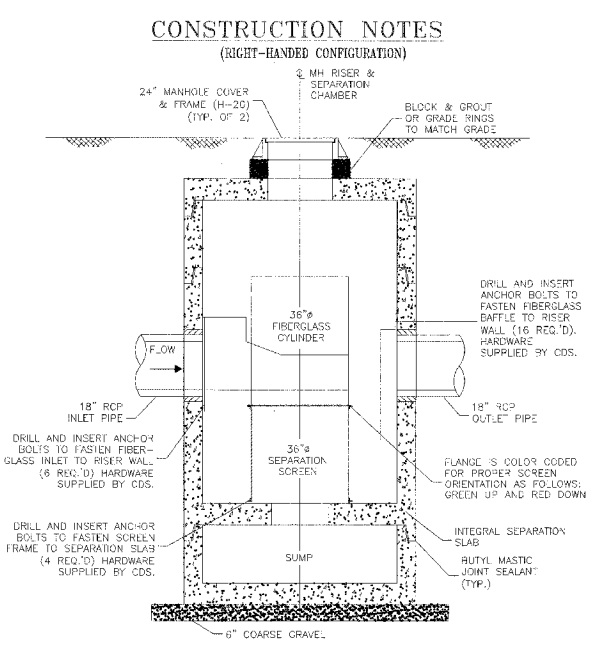 CONSTRUCTION NOTES
(RIGHT-HANDED CONFIGURATION)
℄ MH RISER &
SEPARATION
CHAMBER
24" MANHOLE COVER
& FRAME (H-20)
(TYP. OF 2)
BLOCK & GROUT
OR GRADE RINGS
TO MATCH GRADE
DRILL AND INSERT
ANCHOR BOLTS TO
FASTEN FIBERGLASS
BAFFLE TO RISER
WALL (16 REQ.'D).
HARDWARE
SUPPLIED BY CDS.
36"ø
FIBERGLASS
CYLINDER
FLOW
18" RCP
INLET PIPE
18" RCP
OUTLET PIPE
DRILL AND INSERT ANCHOR
BOLTS TO FASTEN FIBER-
GLASS INLET TO RISER WALL
(6 REQ.'D) HARDWARE
SUPPLIED BY CDS.
36"ø
SEPARATION
SCREEN
FLANGE IS COLOR CODED
FOR PROPER SCREEN
ORIENTATION AS FOLLOWS:
GREEN UP AND RED DOWN
DRILL AND INSERT ANCHOR
BOLTS TO FASTEN SCREEN
FRAME TO SEPARATION SLAB
(4 REQ.'D) HARDWARE
SUPPLIED BY CDS.
INTEGRAL SEPARATION
SLAB
SUMP
BUTYL MASTIC
JOINT SEALANT
(TYP.)
6" COARSE GRAVEL